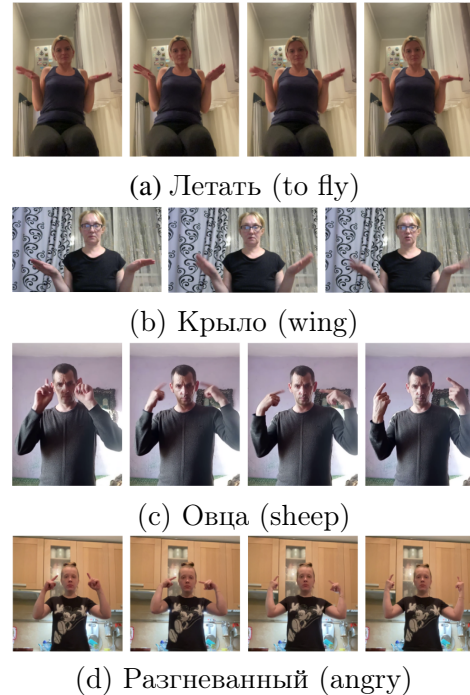 (a) Летать (to fly)
(b) Крыло (wing)
(c) Овца (sheep)
(d) Разгневанный (angry)